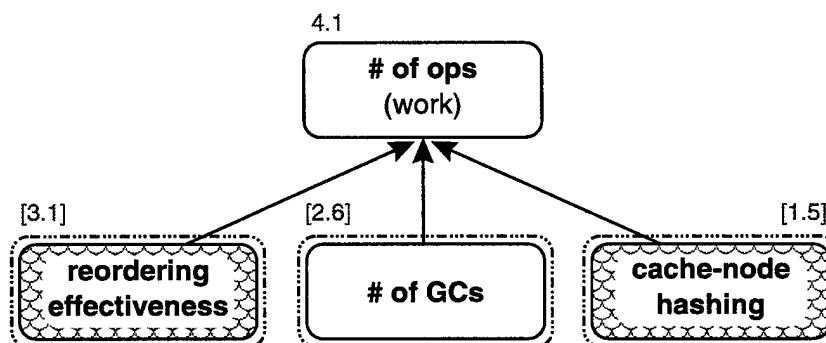 4.1
# of ops
(work)
[3.1]
[2.6]
[1.5]
reordering
effectiveness
# of GCs
cache-node
hashing